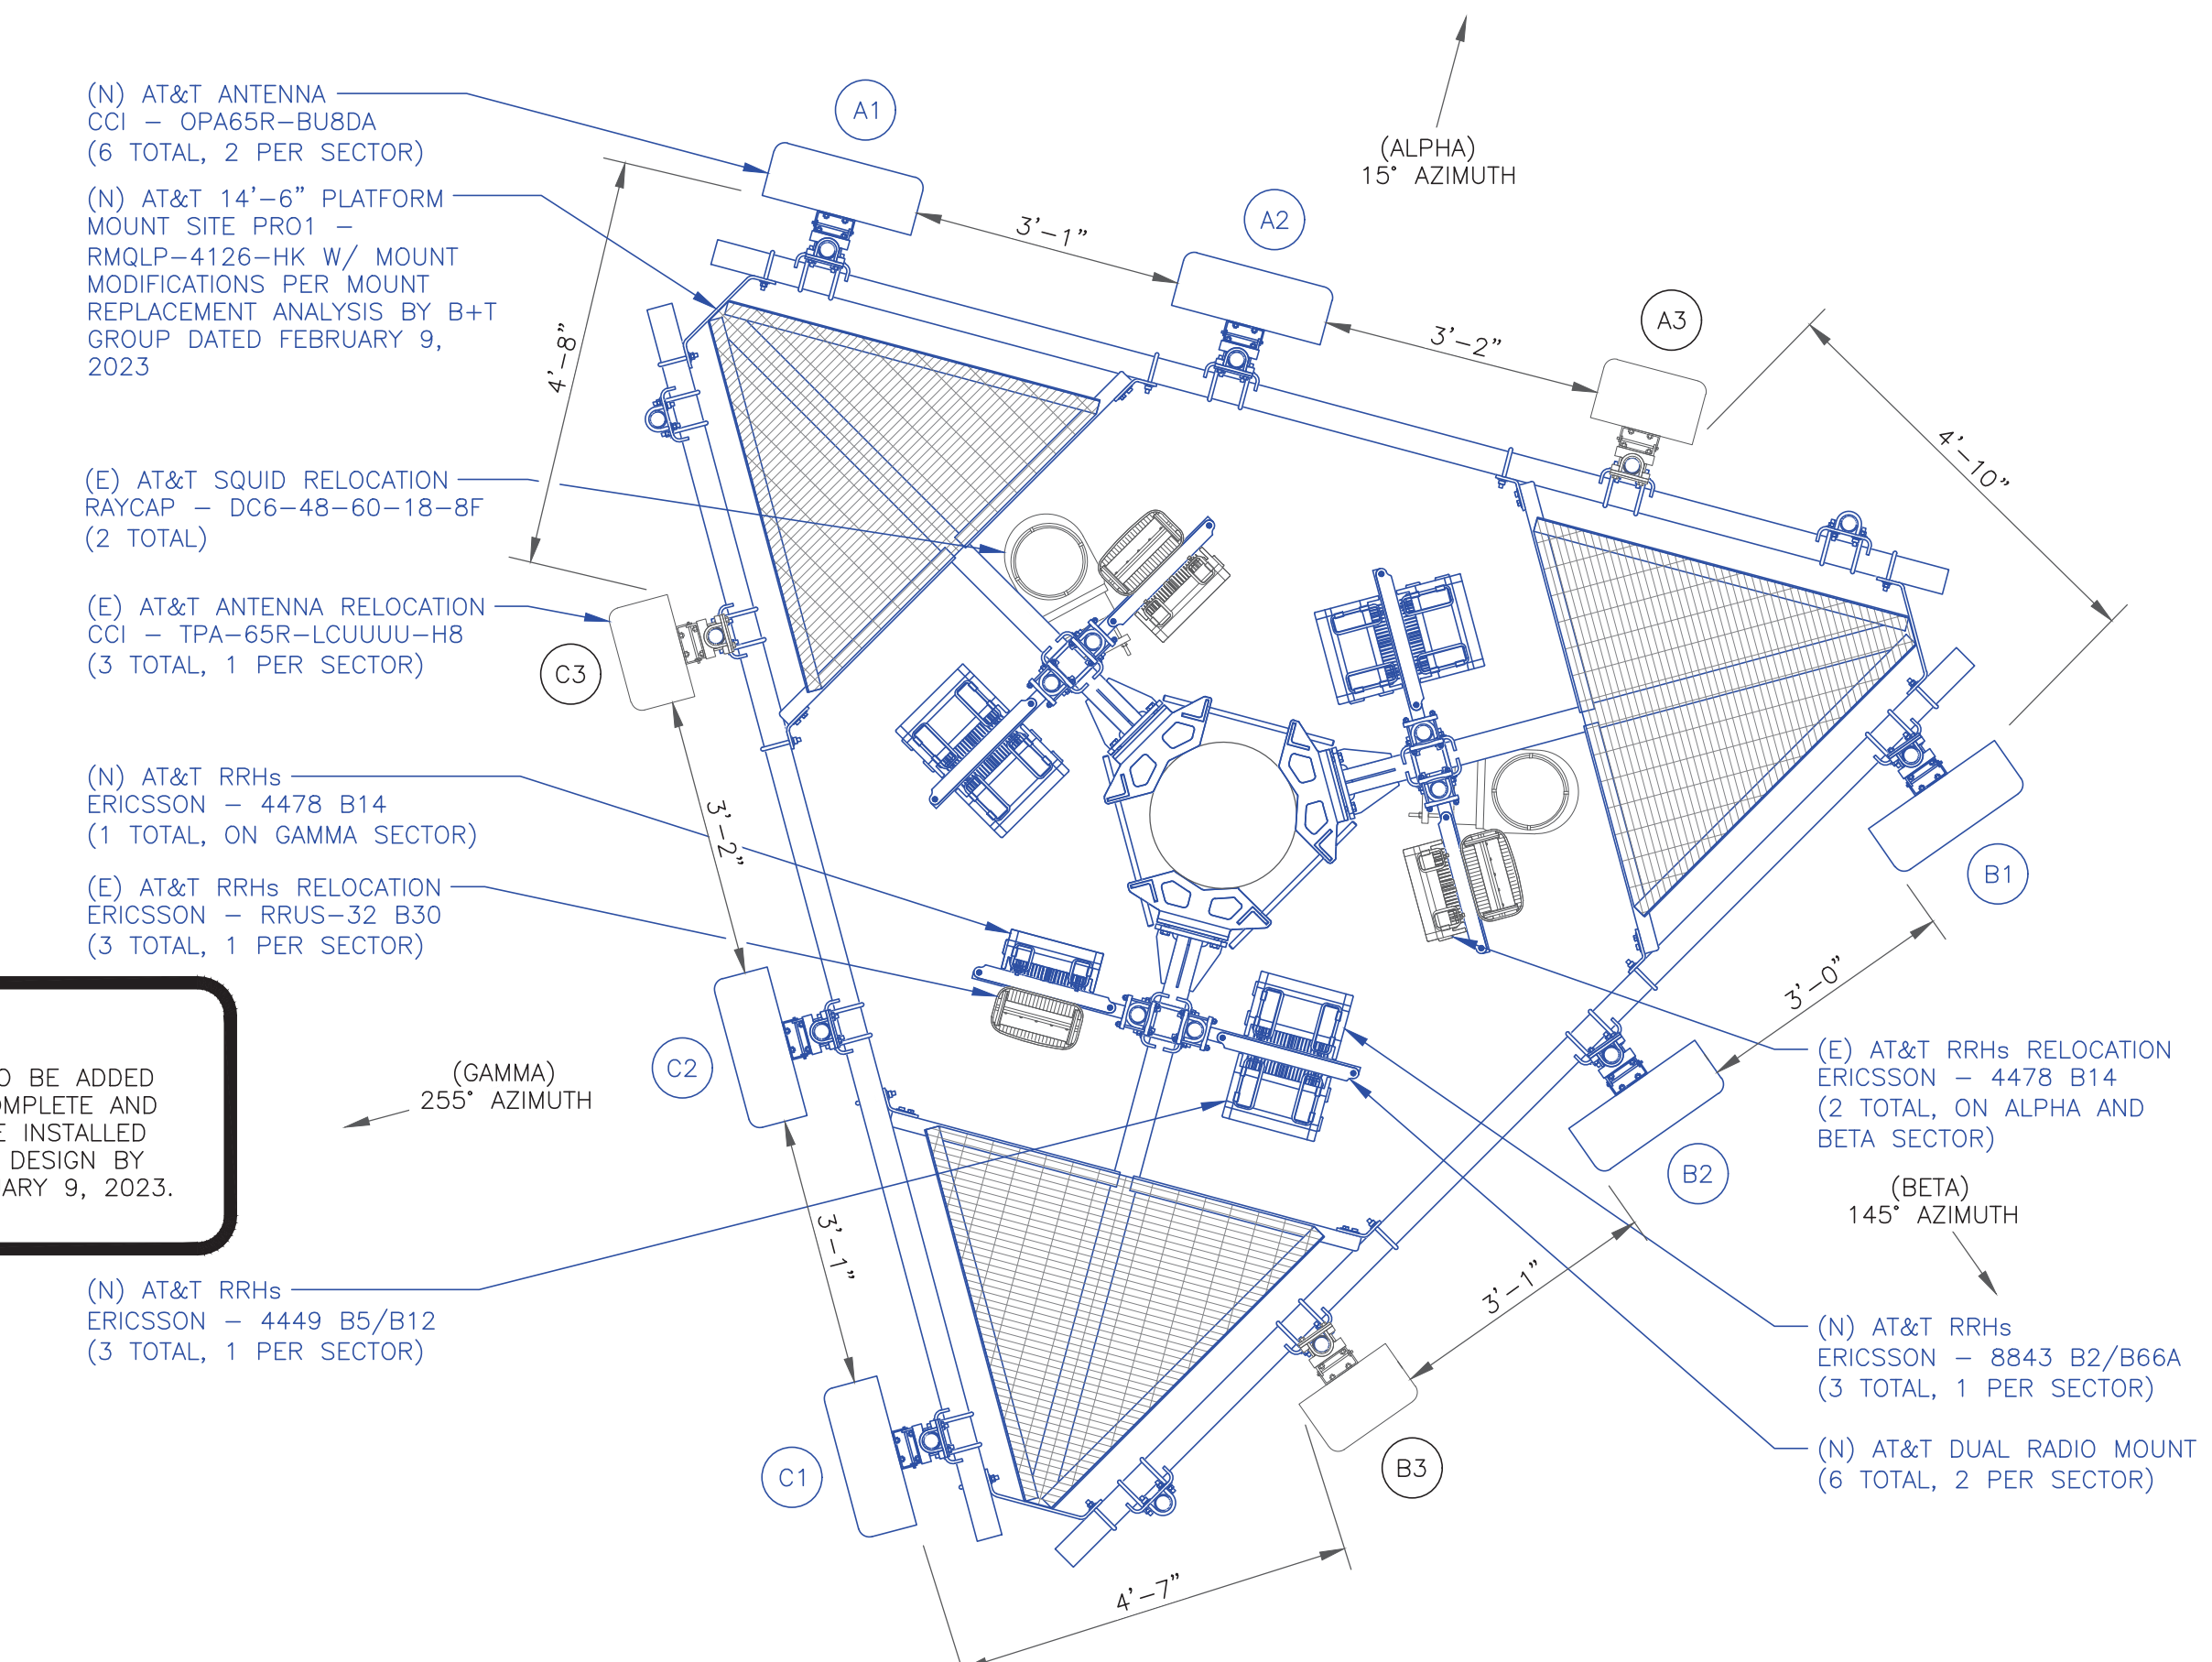 (N) AT&T ANTENNA
CCI – OPA65R–BU8DA
(6 TOTAL, 2 PER SECTOR)
(N) AT&T 14’–6” PLATFORM
MOUNT SITE PRO1 –
RMQLP–4126–HK W/ MOUNT
MODIFICATIONS PER MOUNT
REPLACEMENT ANALYSIS BY B+T
GROUP DATED FEBRUARY 9,
2023
(E) AT&T SQUID RELOCATION
RAYCAP – DC6–48–60–18–8F
(2 TOTAL)
(E) AT&T ANTENNA RELOCATION
CCI – TPA–65R–LCUUUU–H8
(3 TOTAL, 1 PER SECTOR)
(N) AT&T RRHs
ERICSSON – 4478 B14
(1 TOTAL, ON GAMMA SECTOR)
(E) AT&T RRHs RELOCATION
ERICSSON – RRUS–32 B30
(3 TOTAL, 1 PER SECTOR)
O BE ADDED
OMPLETE AND
E INSTALLED
DESIGN BY
ARY 9, 2023.
(N) AT&T RRHs
ERICSSON – 4449 B5/B12
(3 TOTAL, 1 PER SECTOR)
A1
A2
A3
3’–1”
3’–2”
4’–8”
4’–10”
(ALPHA)
15° AZIMUTH
C3
3’–2”
C2
(GAMMA)
255° AZIMUTH
3’–1”
C1
4’–7”
B1
3’–0”
B2
3’–1”
B3
(E) AT&T RRHs RELOCATION
ERICSSON – 4478 B14
(2 TOTAL, ON ALPHA AND
BETA SECTOR)
(BETA)
145° AZIMUTH
(N) AT&T RRHs
ERICSSON – 8843 B2/B66A
(3 TOTAL, 1 PER SECTOR)
(N) AT&T DUAL RADIO MOUNT
(6 TOTAL, 2 PER SECTOR)